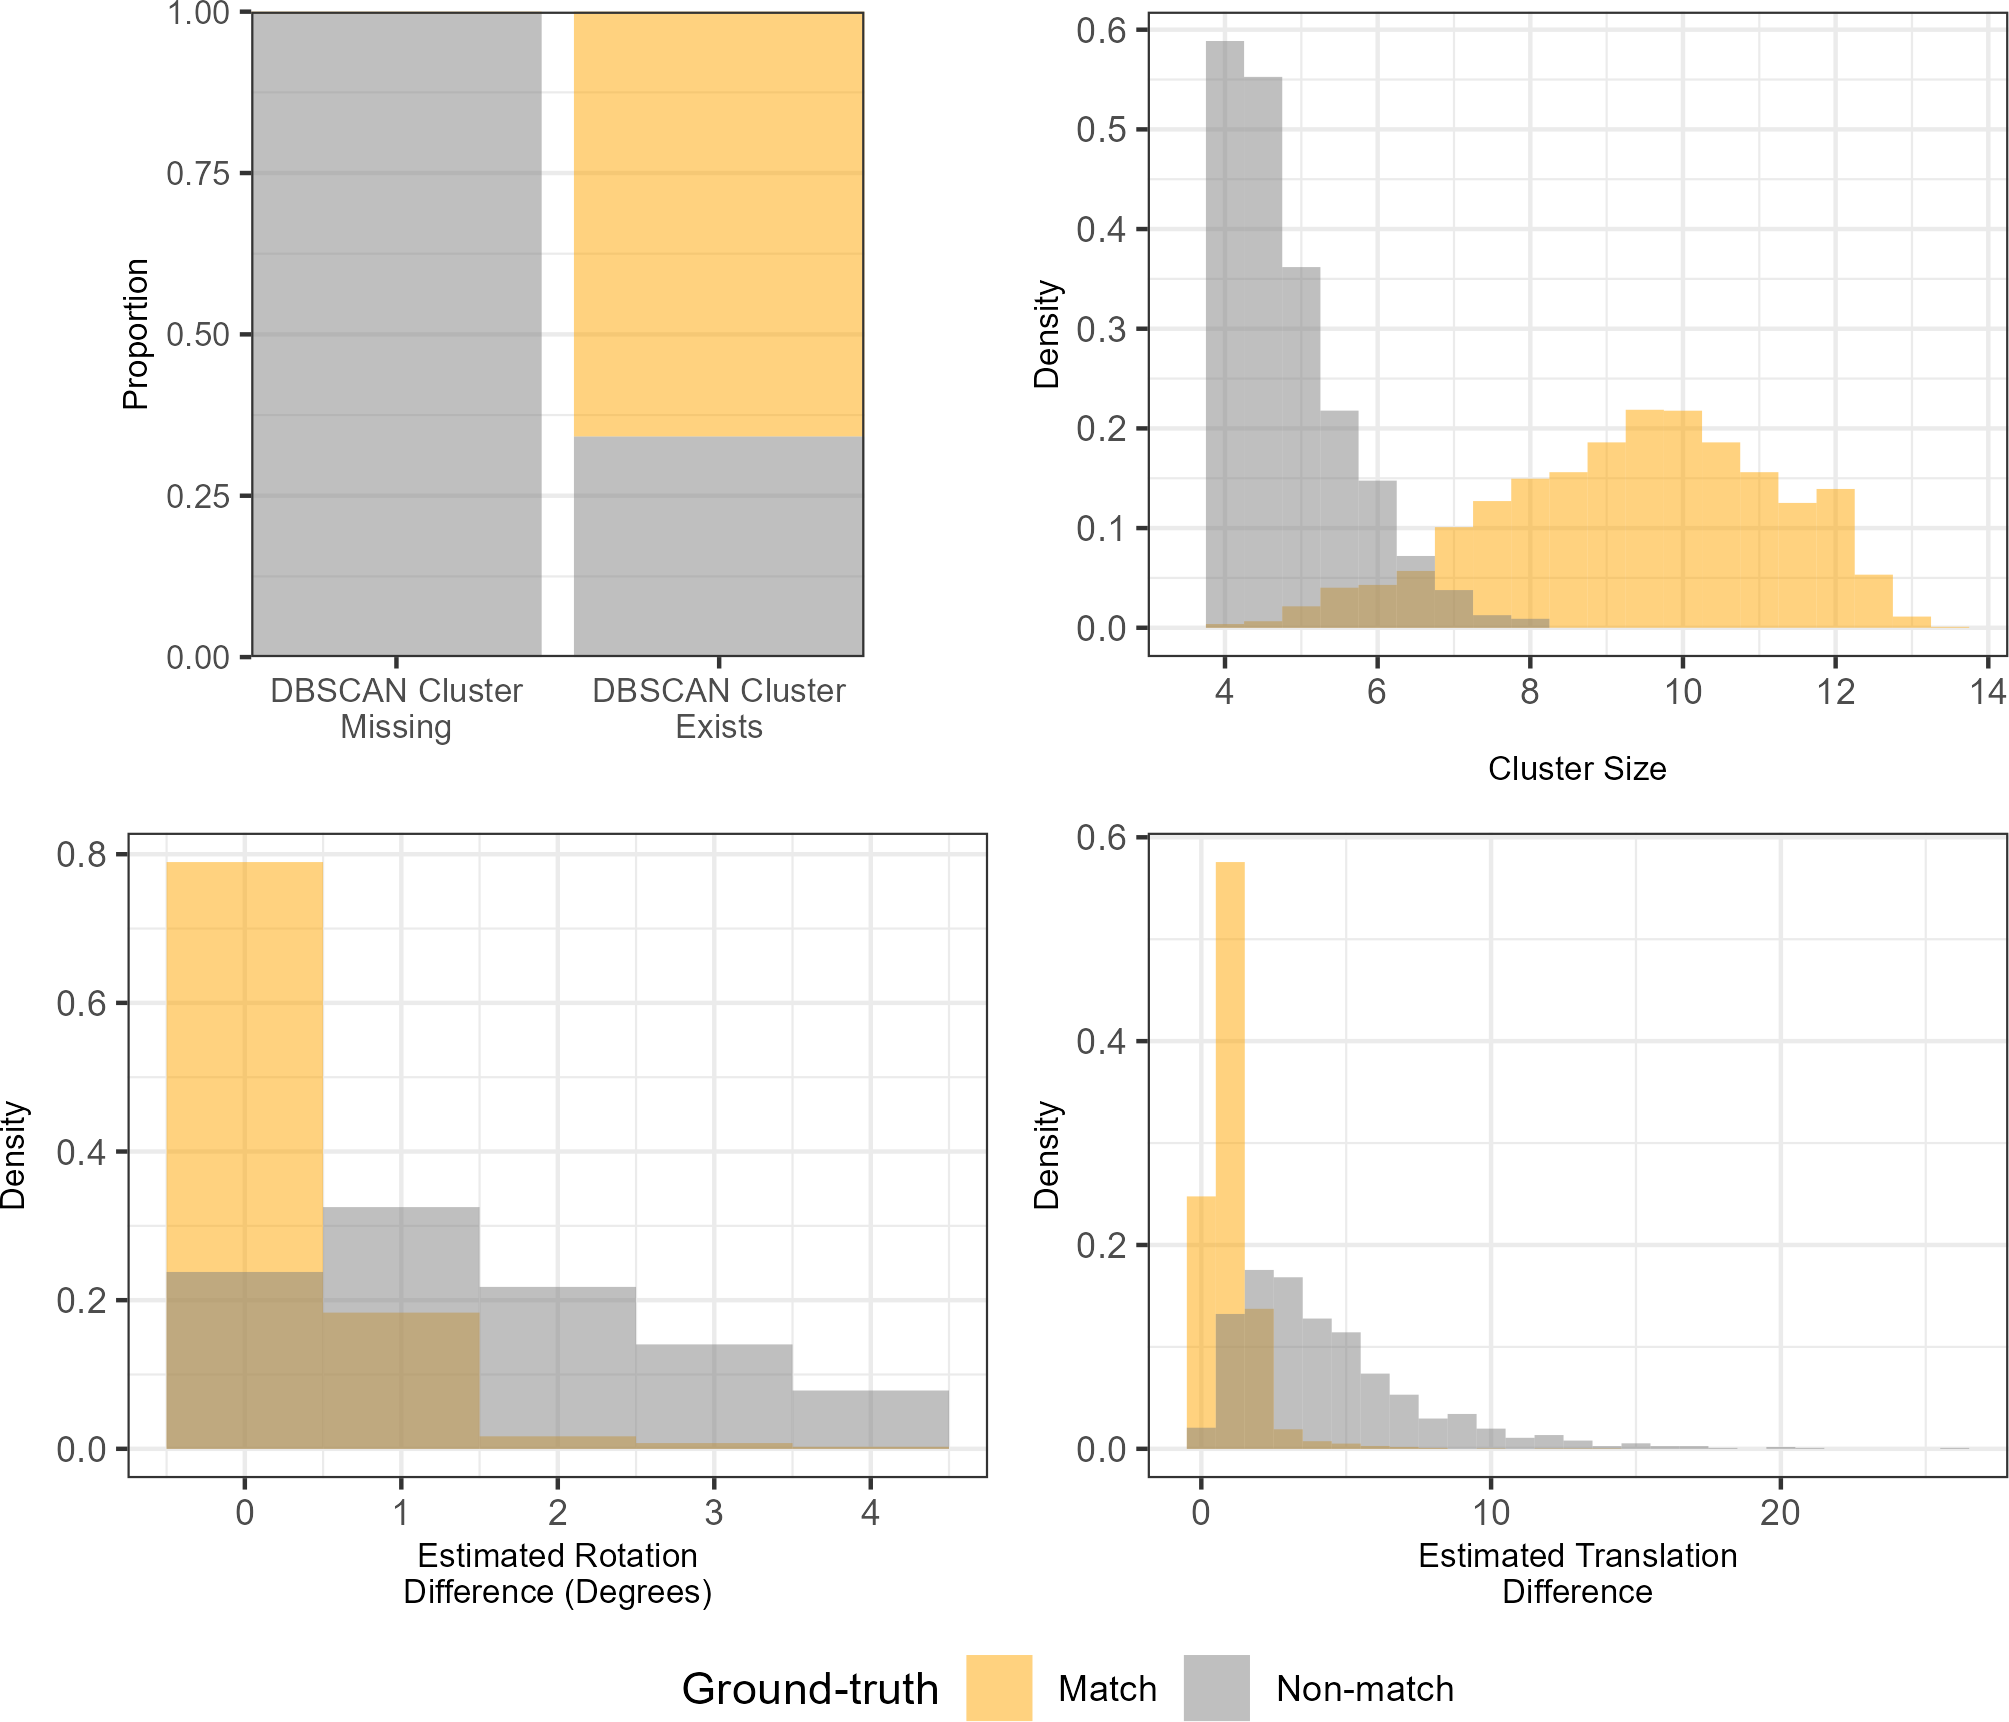 1.00
0.75
0.50
0.25
0.00
Proportion
DBSCAN Cluster
Missing
DBSCAN Cluster
Exists
0.6
0.5
0.4
0.3
0.2
0.1
0.0
Density
4 6 8 10 12 14
Cluster Size
0.8
0.6
0.4
0.2
0.0
Density
0 1 2 3 4
Estimated Rotation
Difference (Degrees)
0.6
0.4
0.2
0.0
Density
0 10 20
Estimated Translation
Difference
Ground-truth Match Non-match